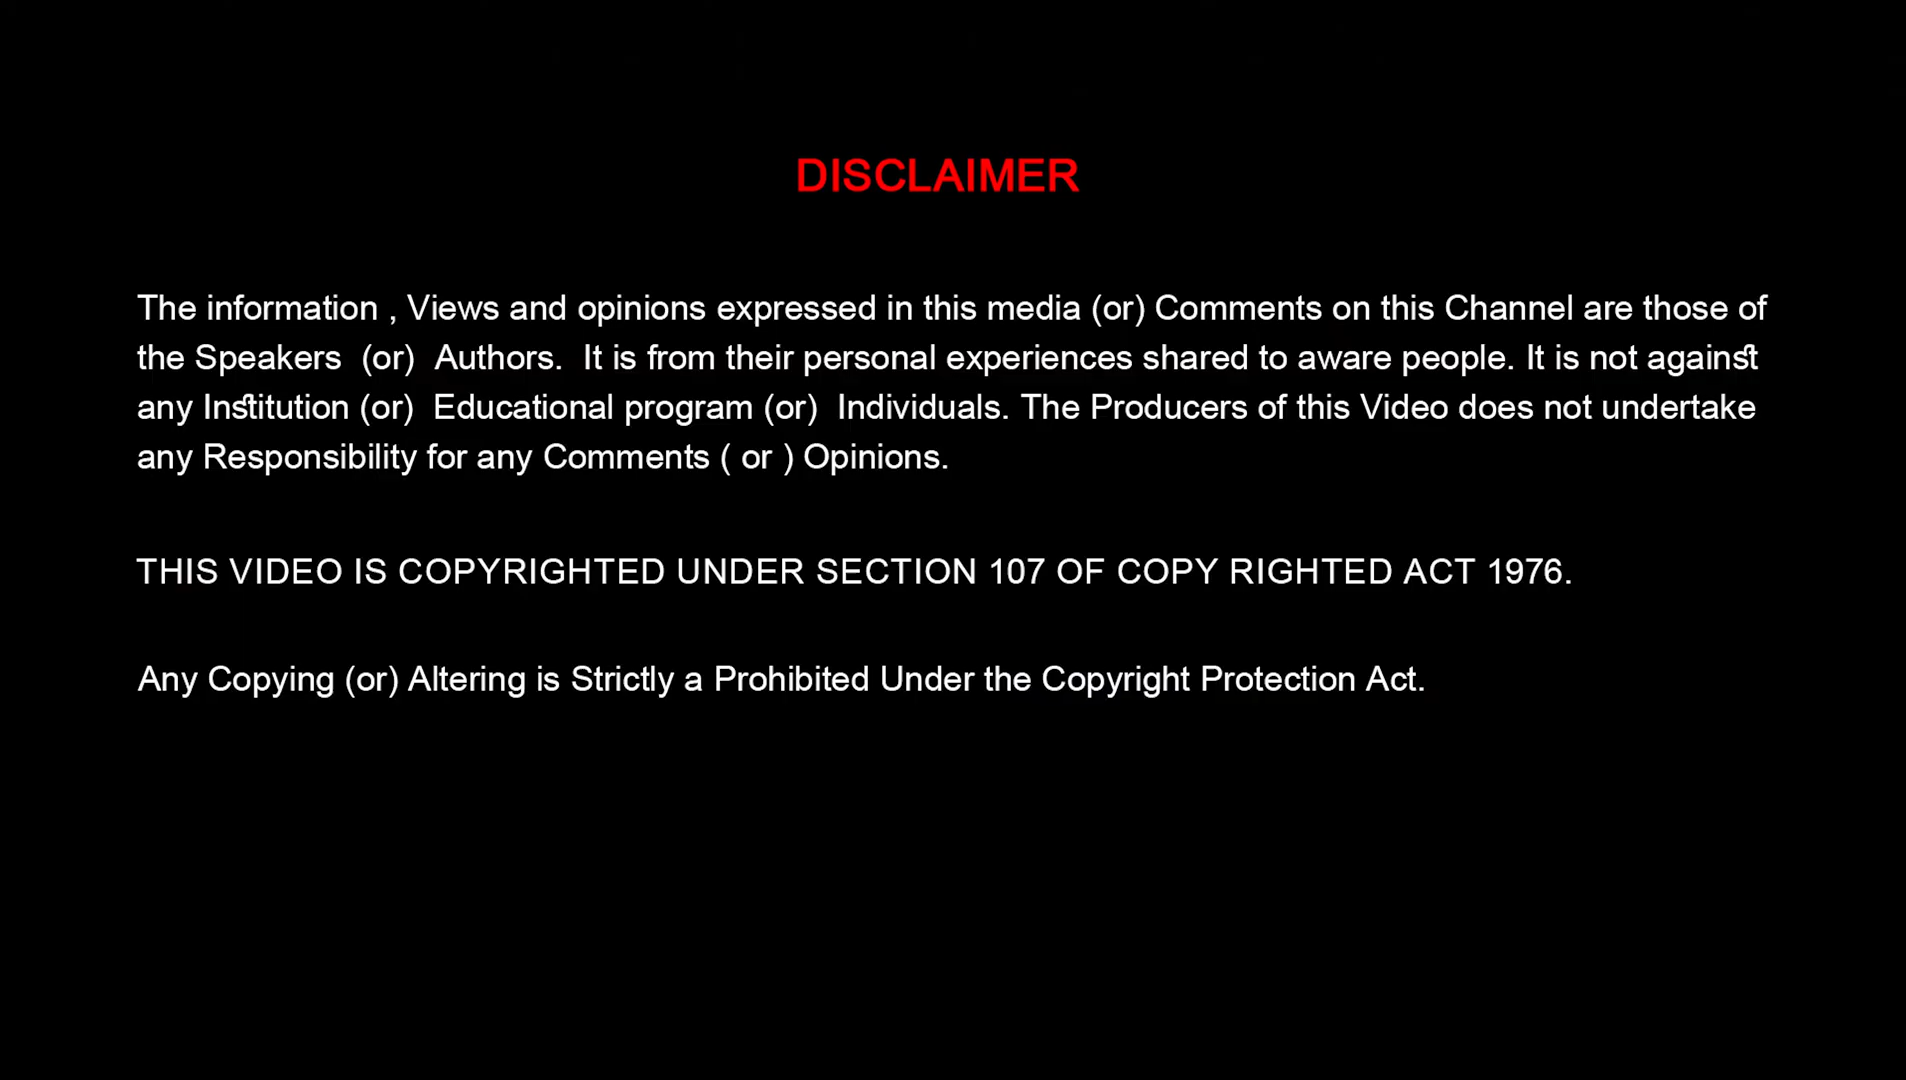 DISCLAIMER
The information , Views and opinions expressed in this media (or) Comments on this Channel are those of
the Speakers (or) Authors. It is from their personal experiences shared to aware people. It is not against
any Institution (or) Educational program (or) Individuals. The Producers of this Video does not undertake
any Responsibility for any Comments ( or ) Opinions.
THIS VIDEO IS COPYRIGHTED UNDER SECTION 107 OF COPY RIGHTED ACT 1976.
Any Copying (or) Altering is Strictly a Prohibited Under the Copyright Protection Act.